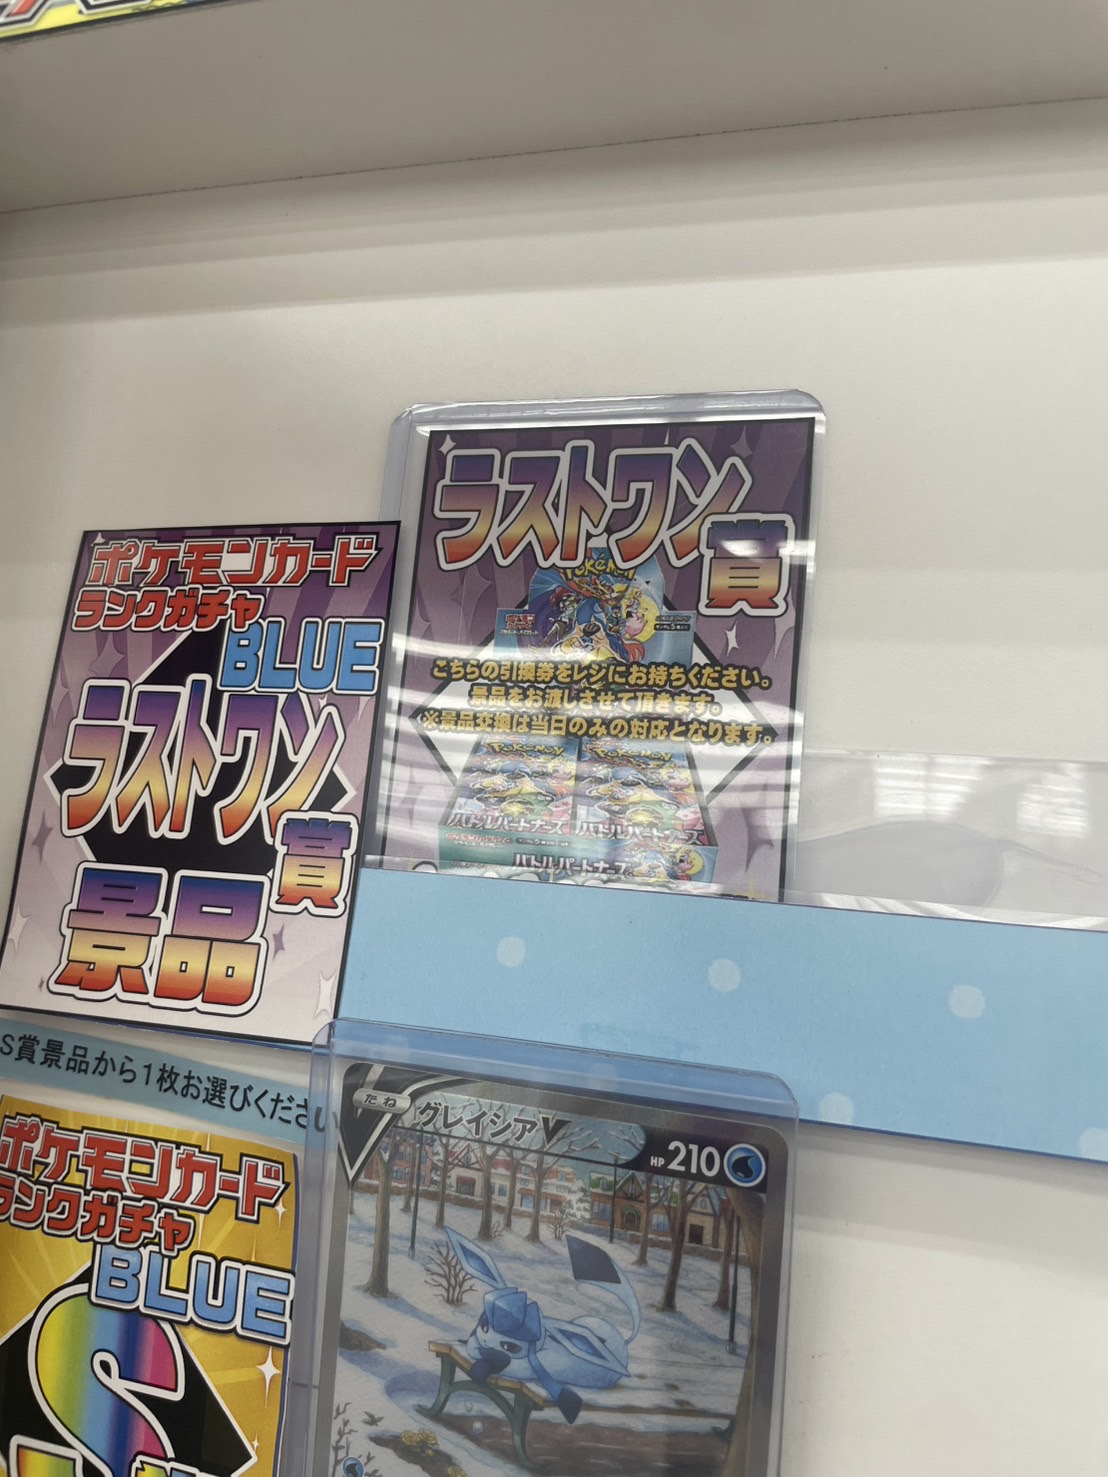 ラストワン
賞
Pokémon
こちらの引換券をレジにお持ちください。
景品をお渡しさせて頂きます。
※景品交換は当日のみの対応となります。
Pokémon
Pokémon
バトルパートナーズ
バトルパートナーズ
バトルパートナーズ
ポケモンカード
ランクガチャ
BLUE
ラストワン
賞
景品
S賞景品から1枚お選びください
ポケモンカード
ランクガチャ
BLUE
S
たね
グレイシアV
HP 210